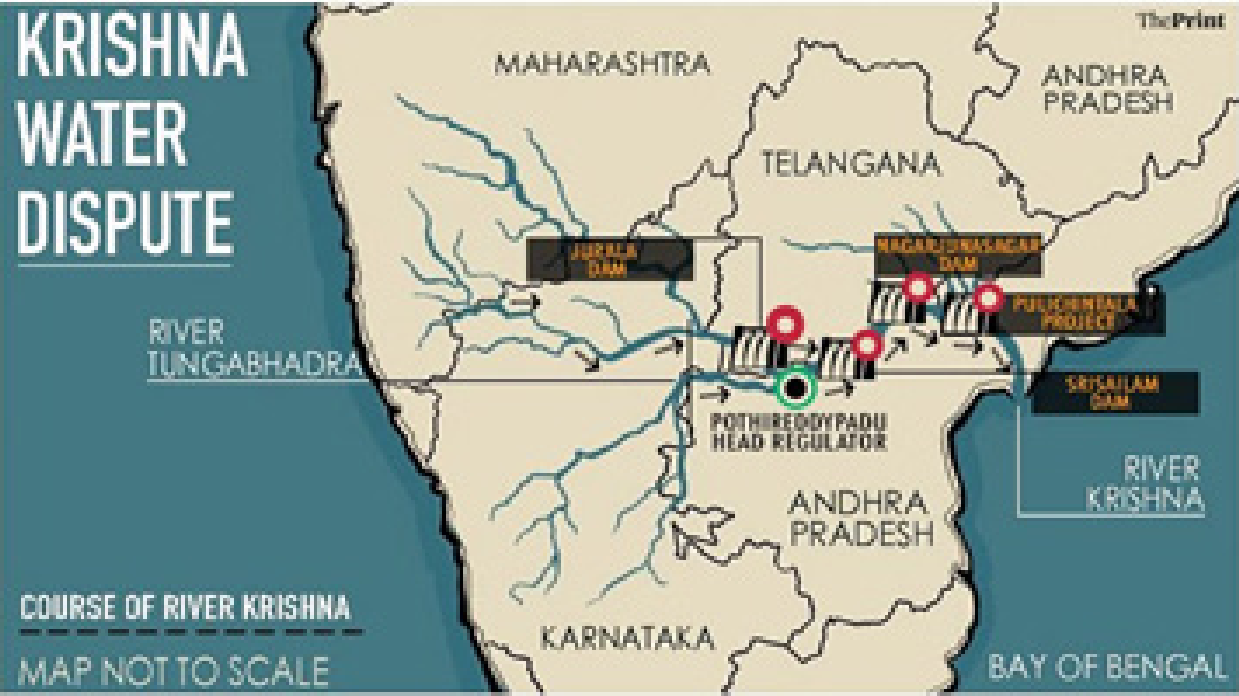 KRISHNA
WATER
DISPUTE
ThePrint
MAHARASHTRA
ANDHRA
PRADESH
TELANGANA
JURALA
DAM
NAGARJUNASAGAR
DAM
PULICHINTALA
PROJECT
RIVER
TUNGABHADRA
SRISAILAM
DAM
POTHIREDDYPADU
HEAD REGULATOR
RIVER
KRISHNA
ANDHRA
PRADESH
COURSE OF RIVER KRISHNA
KARNATAKA
MAP NOT TO SCALE
BAY OF BENGAL